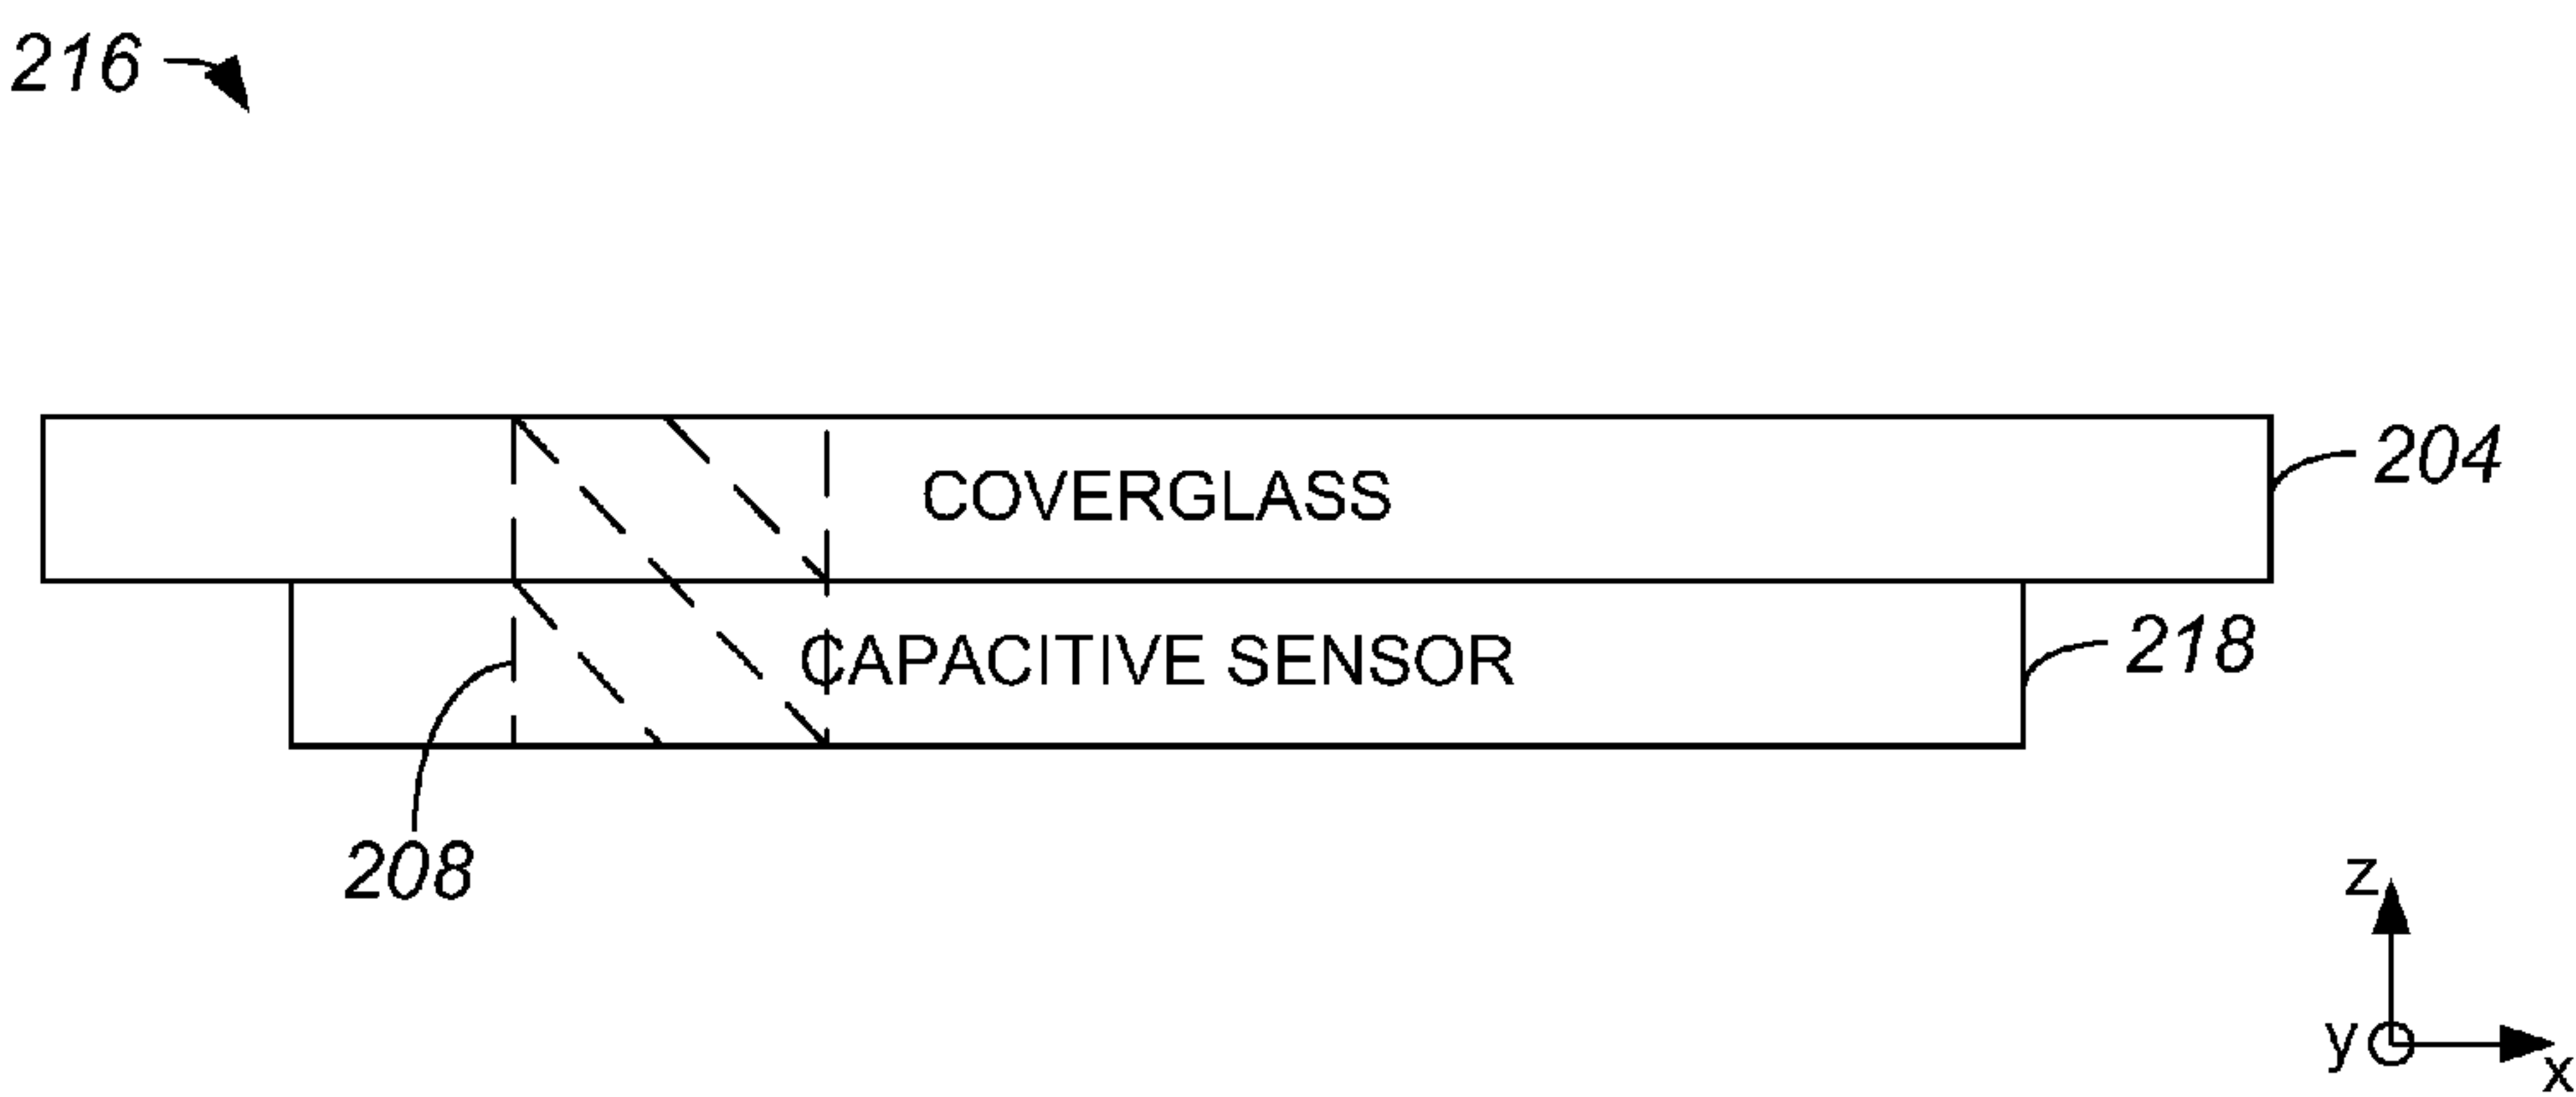 216
COVERGLASS
204
CAPACITIVE SENSOR
218
208
z
y
x